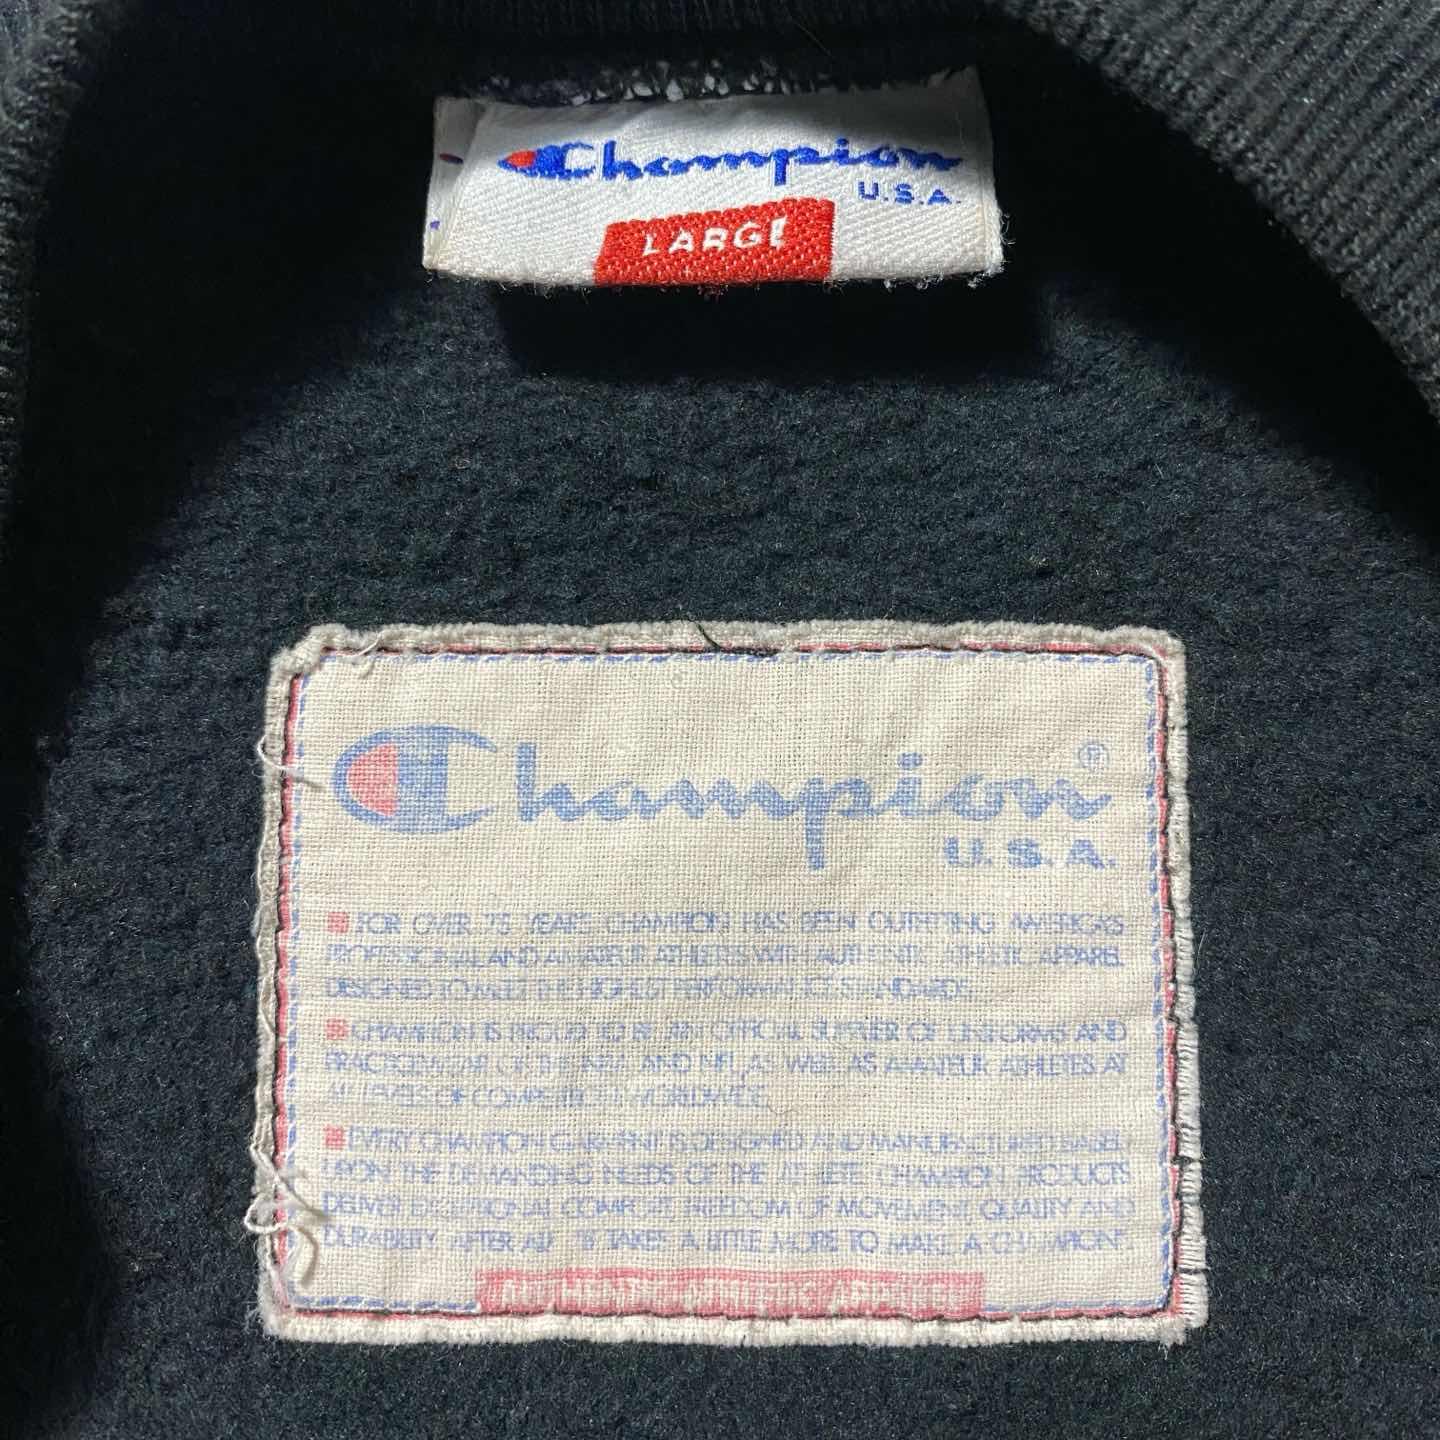 Champion
U.S.A.
LARGE
Champion®
U.S.A.
FOR OVER 75 YEARS CHAMPION HAS BEEN OUTFITTING AMERICA'S
PROFESSIONAL AND AMATEUR ATHLETES WITH AUTHENTIC ATHLETIC APPAREL
DESIGNED TO MEET THE HIGHEST PERFORMANCE STANDARDS.
CHAMPION IS PROUD TO BE AN OFFICIAL SUPPLIER OF UNIFORMS AND
PRACTICEWEAR OF THE NBA AND NFL, AS WELL AS AMATEUR ATHLETES AT
ALL LEVELS OF COMPETITION WORLDWIDE.
EVERY CHAMPION GARMENT IS DESIGNED AND MANUFACTURED BASED
UPON THE DEMANDING NEEDS OF THE ATHLETE. CHAMPION PRODUCTS
DELIVER EXCEPTIONAL COMFORT, FREEDOM OF MOVEMENT, QUALITY AND
DURABILITY. AFTER ALL, "IT TAKES A LITTLE MORE TO MAKE A CHAMPION"®.
AUTHENTIC ATHLETIC APPAREL